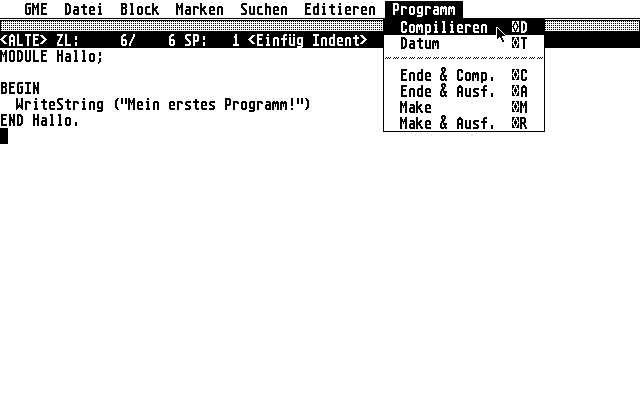 GME Datei Block Marken Suchen Editieren Programm
<ALTE> ZL: 6/ 6 SP: 1 <Einfüg Indent>
Compilieren ◊D
Datum ◊T
Ende & Comp. ◊C
Ende & Ausf. ◊A
Make ◊M
Make & Ausf. ◊R
MODULE Hallo;
BEGIN
WriteString ("Mein erstes Programm!")
END Hallo.